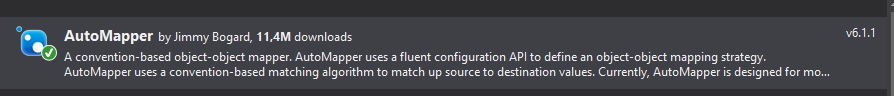 AutoMapper by Jimmy Bogard, 11,4M downloads v6.1.1
A convention-based object-object mapper. AutoMapper uses a fluent configuration API to define an object-object mapping strategy.
AutoMapper uses a convention-based matching algorithm to match up source to destination values. Currently, AutoMapper is designed for mo...